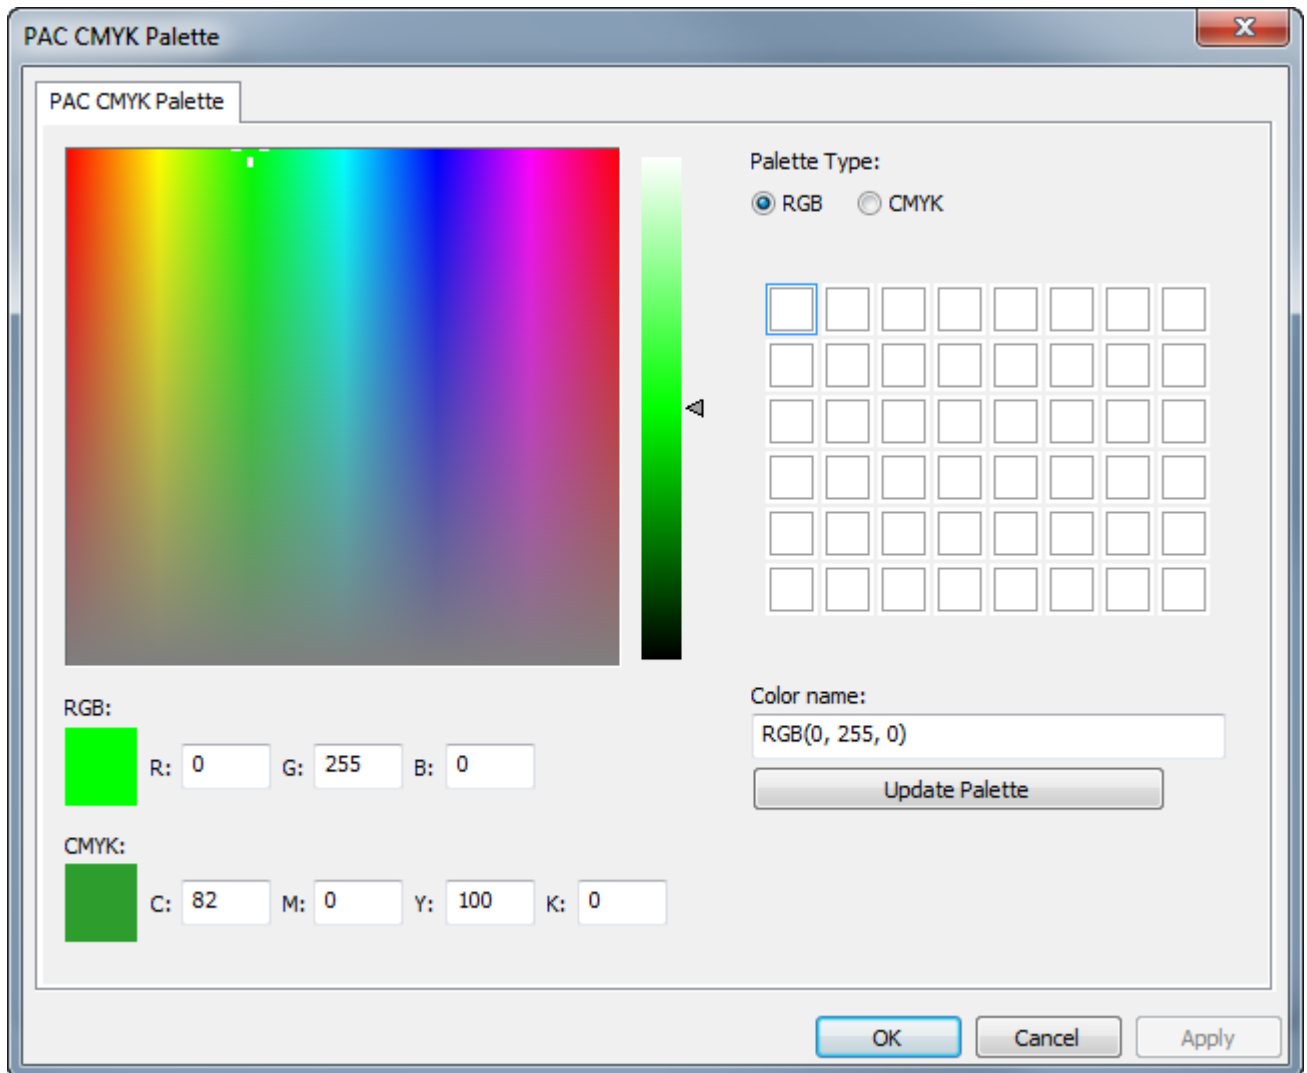 PAC CMYK Palette
X
PAC CMYK Palette
Palette Type:
RGB CMYK
RGB:
R: 0 G: 255 B: 0
CMYK:
C: 82 M: 0 Y: 100 K: 0
Color name:
RGB(0, 255, 0)
Update Palette
OK Cancel Apply